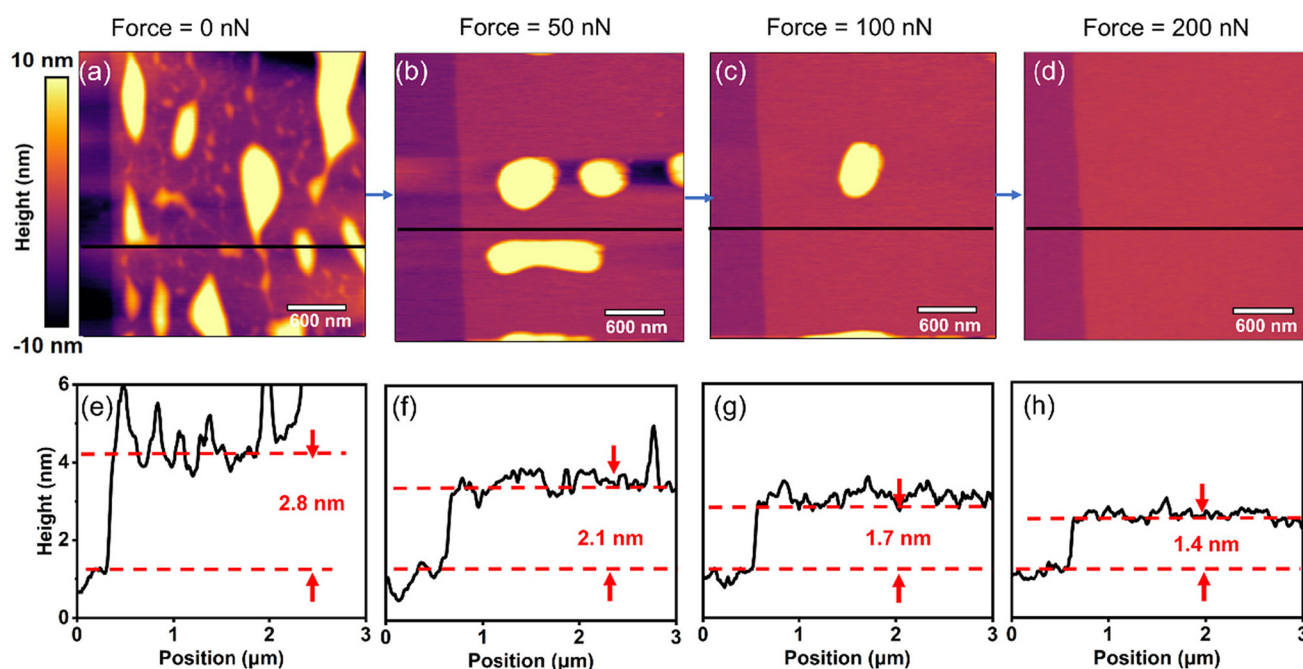 Force = 0 nN
Force = 50 nN
Force = 100 nN
Force = 200 nN
10 nm
Height (nm)
-10 nm
(a)
600 nm
(b)
600 nm
(c)
600 nm
(d)
600 nm
(e)
2.8 nm
Height (nm)
6
4
2
0
0 1 2 3
Position (μm)
(f)
2.1 nm
0 1 2 3
Position (μm)
(g)
1.7 nm
0 1 2 3
Position (μm)
(h)
1.4 nm
0 1 2 3
Position (μm)